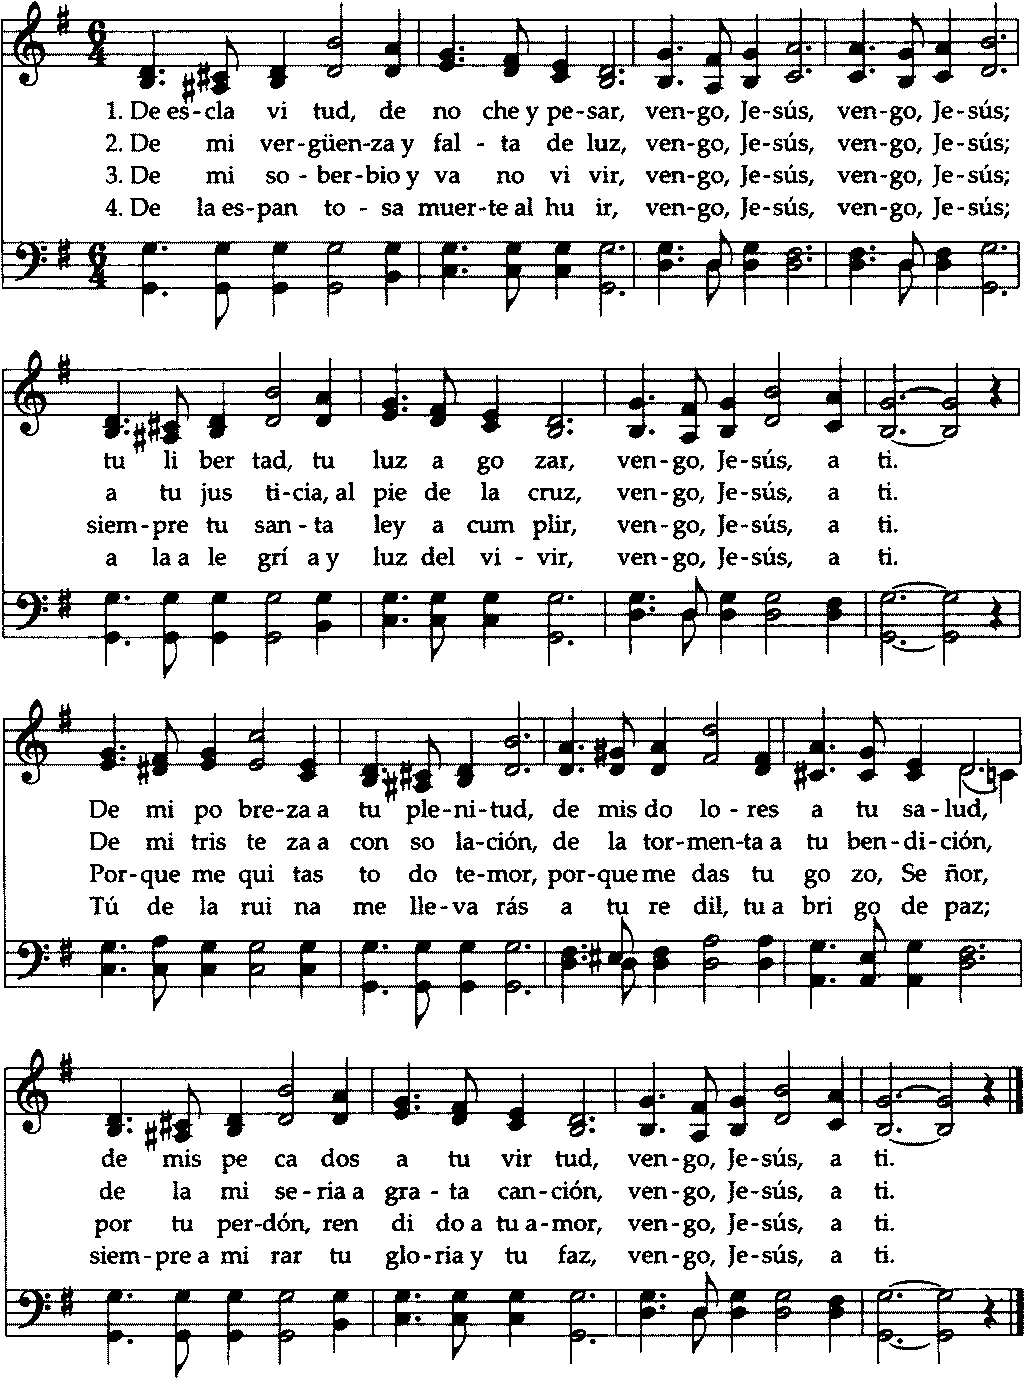 1. De es-cla vi tud, de no che y pe-sar, ven-go, Je-sús, ven-go, Je-sús;
2. De mi ver-güen-za y fal - ta de luz, ven-go, Je-sús, ven-go, Je-sús;
3. De mi so - ber-bio y va no vi vir, ven-go, Je-sús, ven-go, Je-sús;
4. De la es-pan to - sa muer-te al hu ir, ven-go, Je-sús, ven-go, Je-sús;
tu li ber tad, tu luz a go zar, ven-go, Je-sús, a ti.
a tu jus ti-cia, al pie de la cruz, ven-go, Je-sús, a ti.
siem-pre tu san-ta ley a cum plir, ven-go, Je-sús, a ti.
a la a le grí a y luz del vi - vir, ven-go, Je-sús, a ti.
De mi po bre-za a tu ple-ni-tud, de mis do lo-res a tu sa-lud,
De mi tris te za a con so la-ción, de la tor-men-ta a tu ben-di-ción,
Por-que me qui tas to do te-mor, por-que me das tu go zo, Se ñor,
Tú de la rui na me lle-va rás a tu re dil, tu a bri go de paz;
de mis pe ca dos a tu vir tud, ven-go, Je-sús, a ti.
de la mi se-ria a gra-ta can-ción, ven-go, Je-sús, a ti.
por tu per-dón, ren di do a tu a-mor, ven-go, Je-sús, a ti.
siem-pre a mi rar tu glo-ria y tu faz, ven-go, Je-sús, a ti.